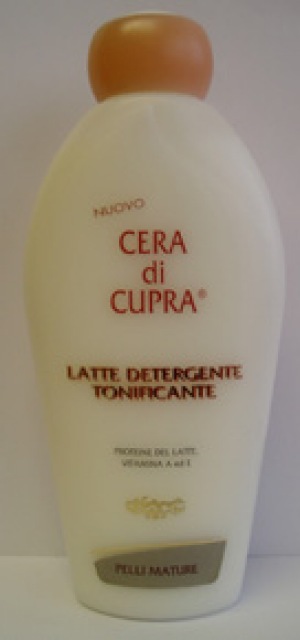 NUOVO
CERA
di
CUPRA®
LATTE DETERGENTE
TONIFICANTE
PROTEINE DEL LATTE,
VITAMINA A ed E
PELLI MATURE